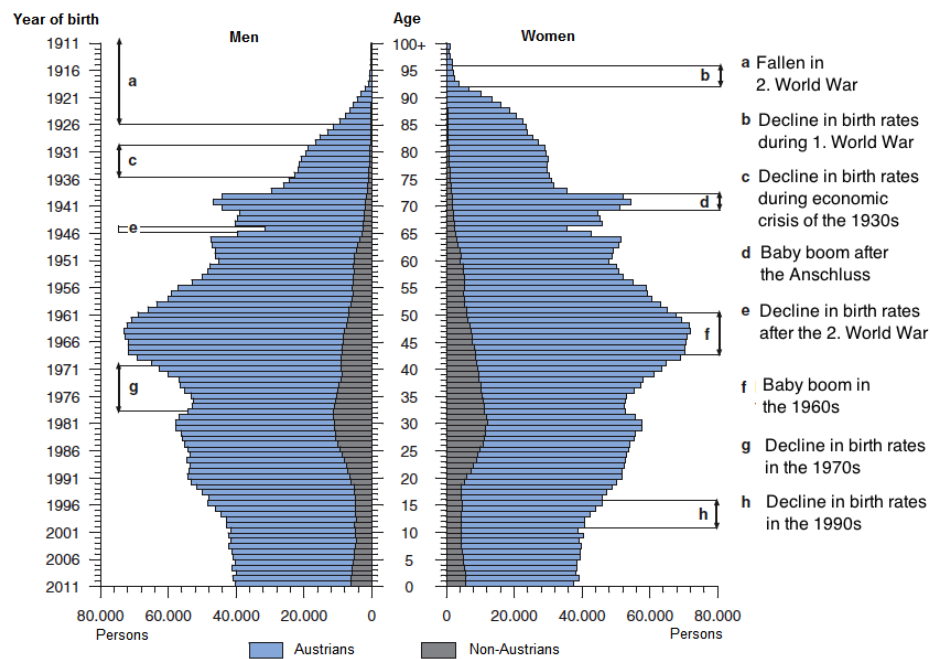 Year of birth
Age
Men
Women
1911
1916
1921
1926
1931
1936
1941
1946
1951
1956
1961
1966
1971
1976
1981
1986
1991
1996
2001
2006
2011
100+
95
90
85
80
75
70
65
60
55
50
45
40
35
30
25
20
15
10
5
0
a
c
e
g
b
d
f
h
80.000 60.000 40.000 20.000 0
0 20.000 40.000 60.000 80.000
Persons
Persons
Austrians
Non-Austrians
a Fallen in
2. World War
b Decline in birth rates
during 1. World War
c Decline in birth rates
during economic
crisis of the 1930s
d Baby boom after
the Anschluss
e Decline in birth rates
after the 2. World War
f Baby boom in
the 1960s
g Decline in birth rates
in the 1970s
h Decline in birth rates
in the 1990s